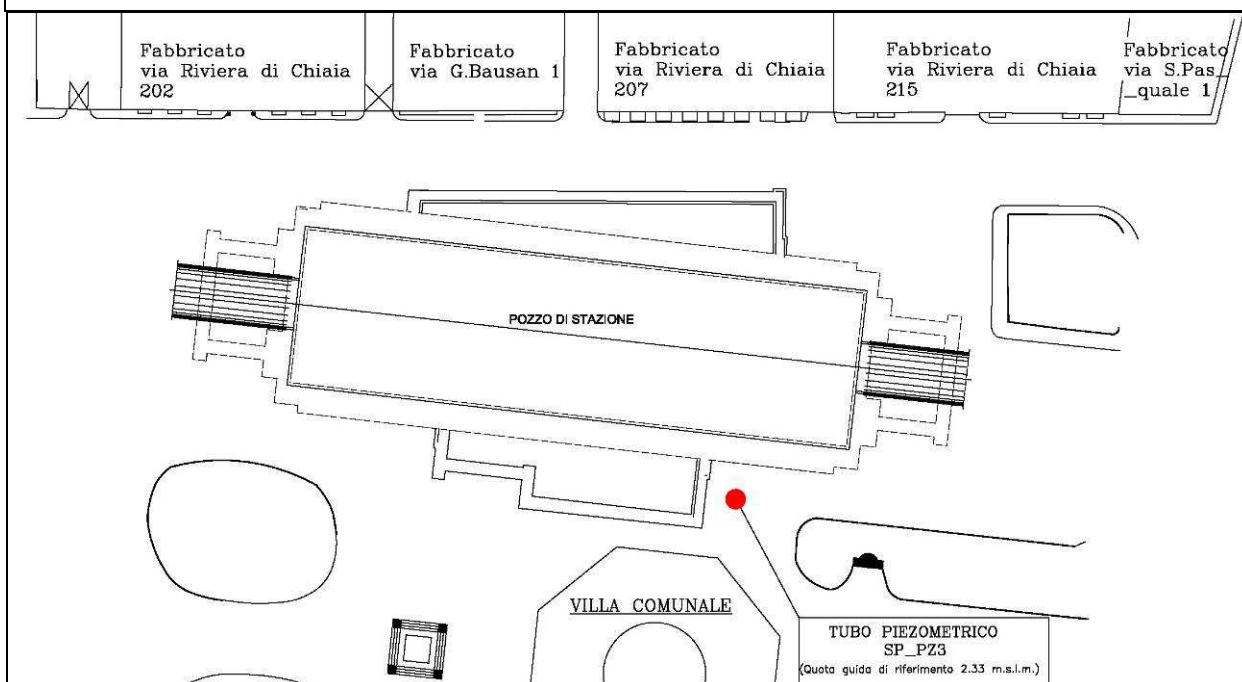 Fabbricato
via Riviera di Chiaia
202
Fabbricato
via G.Bausan 1
Fabbricato
via Riviera di Chiaia
207
Fabbricato
via Riviera di Chiaia
215
Fabbricato
via S.Pas_
_quale 1
POZZO DI STAZIONE
VILLA COMUNALE
TUBO PIEZOMETRICO
SP_PZ3
(Quota guida di riferimento 2.33 m.s.l.m.)